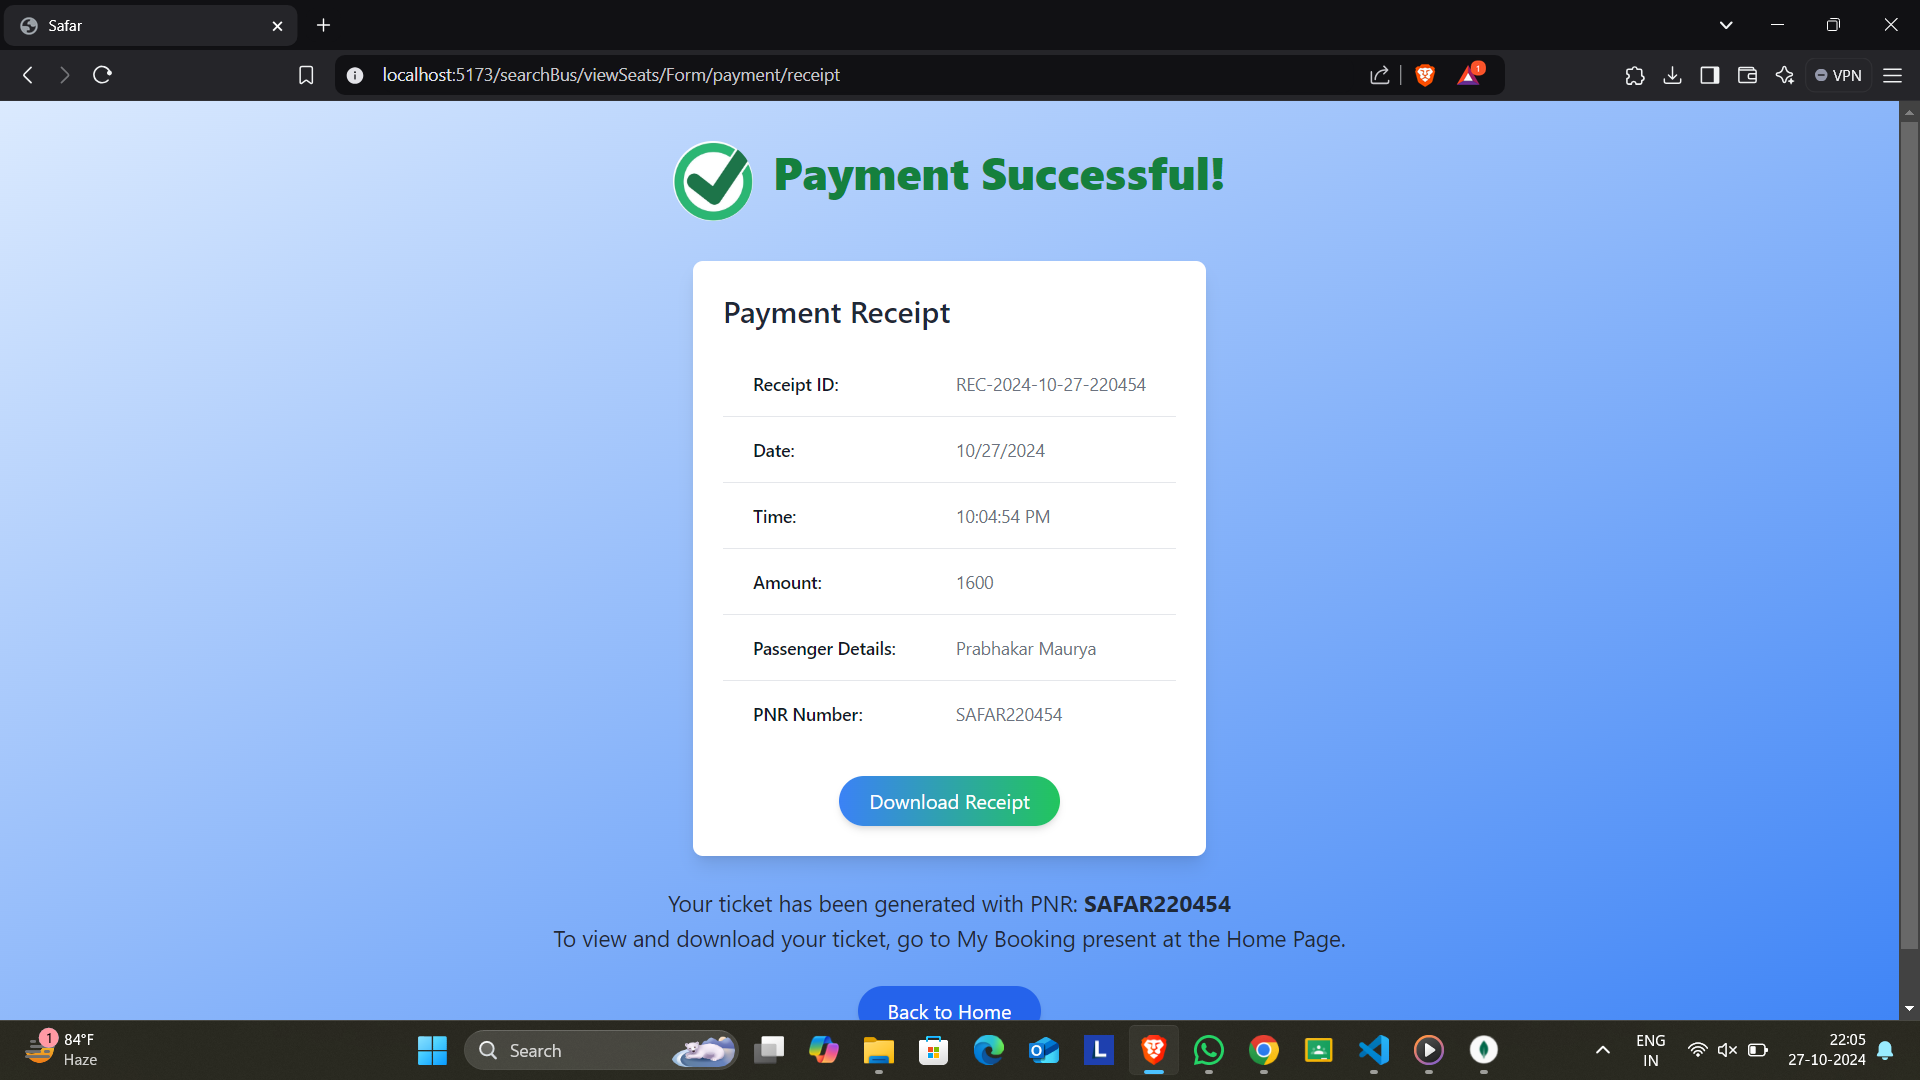 Safar
localhost:5173/searchBus/viewSeats/Form/payment/receipt
1
VPN
Payment Successful!
Payment Receipt
Receipt ID: REC-2024-10-27-220454
Date: 10/27/2024
Time: 10:04:54 PM
Amount: 1600
Passenger Details: Prabhakar Maurya
PNR Number: SAFAR220454
Download Receipt
Your ticket has been generated with PNR: SAFAR220454
To view and download your ticket, go to My Booking present at the Home Page.
Back to Home
1
84°F
Haze
Search
L
ENG
IN
22:05
27-10-2024